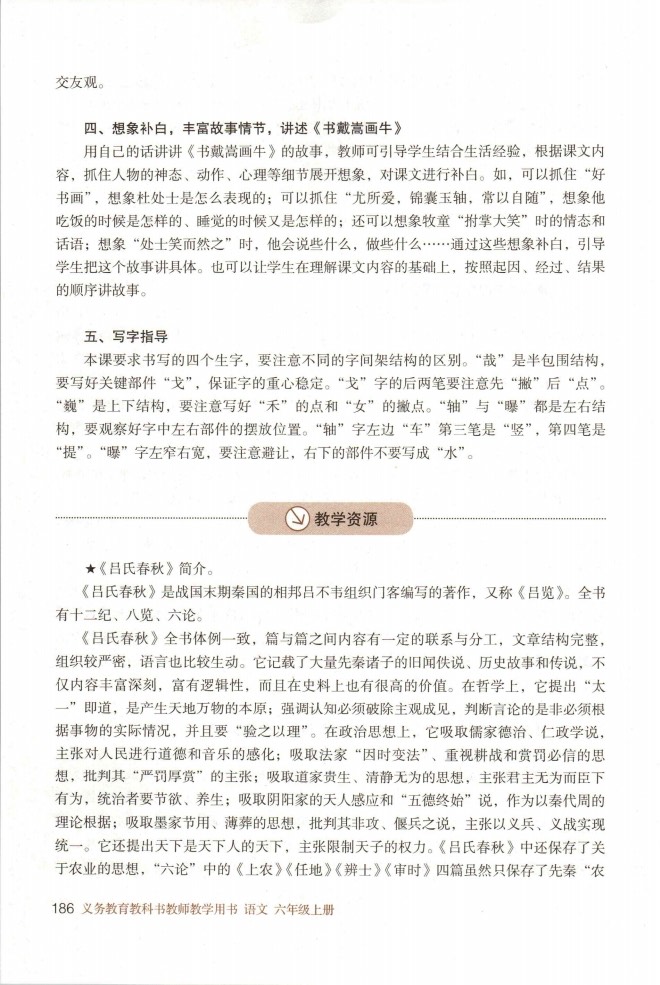 交友观。
四、想象补白，丰富故事情节，讲述《书戴嵩画牛》
用自己的话讲讲《书戴嵩画牛》的故事，教师可引导学生结合生活经验，根据课文内
容，抓住人物的神态、动作、心理等细节展开想象，对课文进行补白。如，可以抓住“好
书画”，想象杜处士是怎么表现的；可以抓住“尤所爱，锦囊玉轴，常以自随”，想象他
吃饭的时候是怎样的、睡觉的时候又是怎样的；还可以想象牧童“拊掌大笑”时的情态和
话语；想象“处士笑而然之”时，他会说些什么，做些什么……通过这些想象补白，引导
学生把这个故事讲具体。也可以让学生在理解课文内容的基础上，按照起因、经过、结果
的顺序讲故事。
五、写字指导
本课要求书写的四个生字，要注意不同的字间架结构的区别。“哉”是半包围结构，
要写好关键部件“戈”，保证字的重心稳定。“戈”字的后两笔要注意先“撇”后“点”。
“巍”是上下结构，要注意写好“禾”的点和“女”的撇点。“轴”与“曝”都是左右结
构，要观察好字中左右部件的摆放位置。“轴”字左边“车”第三笔是“竖”，第四笔是
“提”。“曝”字左窄右宽，要注意避让，右下的部件不要写成“水”。
教学资源
★《吕氏春秋》简介。
《吕氏春秋》是战国末期秦国的相邦吕不韦组织门客编写的著作，又称《吕览》。全书
有十二纪、八览、六论。
《吕氏春秋》全书体例一致，篇与篇之间内容有一定的联系与分工，文章结构完整，
组织较严密，语言也比较生动。它记载了大量先秦诸子的旧闻佚说、历史故事和传说，不
仅内容丰富深刻，富有逻辑性，而且在史料上也有很高的价值。在哲学上，它提出“太
一”即道，是产生天地万物的本原；强调认知必须破除主观成见，判断言论的是非必须根
据事物的实际情况，并且要“验之以理”。在政治思想上，它吸取儒家德治、仁政学说，
主张对人民进行道德和音乐的感化；吸取法家“因时变法”、重视耕战和赏罚必信的思
想，批判其“严罚厚赏”的主张；吸取道家贵生、清静无为的思想，主张君主无为而臣下
有为，统治者要节欲、养生；吸取阴阳家的天人感应和“五德终始”说，作为以秦代周的
理论根据；吸取墨家节用、薄葬的思想，批判其非攻、偃兵之说，主张以义兵、义战实现
统一。它还提出天下是天下人的天下，主张限制天子的权力。《吕氏春秋》中还保存了关
于农业的思想，“六论”中的《上农》《任地》《辨士》《审时》四篇虽然只保存了先秦“农
186 义务教育教科书教师教学用书 语文 六年级上册